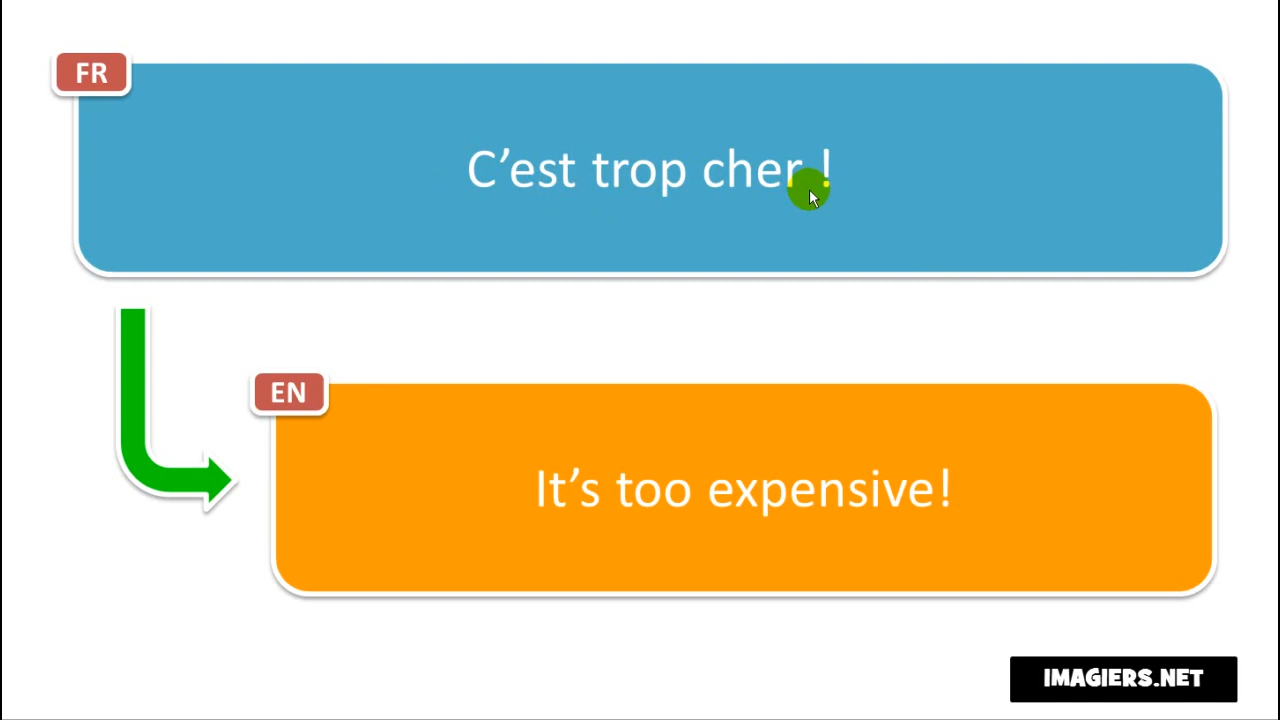 FR
C’est trop cher !
EN
It’s too expensive!
IMAGIERS.NET